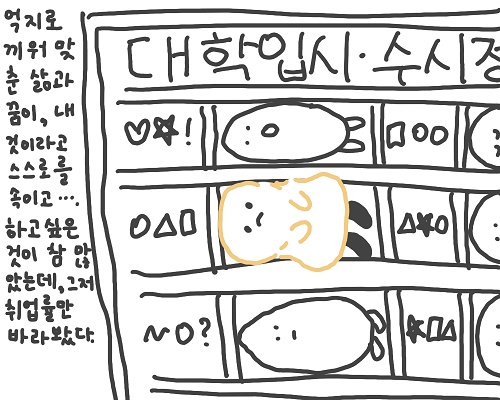 억지로
끼워 맞
춘 삶과
꿈이, 내
것이라고
스스로를
속이고….
하고싶은
것이 참 많
았는데, 그저
취업률만
바라봤다.
대학입시·수시정
♡☆!
□○○
○△□
△☆○
~○?
☆□△